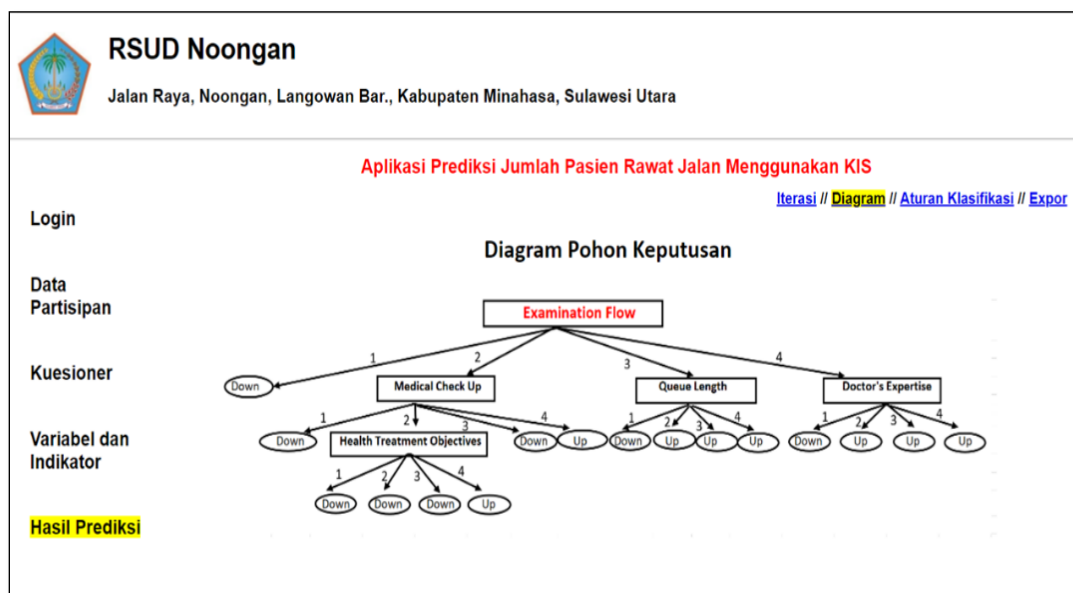 RSUD Noongan
Jalan Raya, Noongan, Langowan Bar., Kabupaten Minahasa, Sulawesi Utara
Aplikasi Prediksi Jumlah Pasien Rawat Jalan Menggunakan KIS
Iterasi // Diagram // Aturan Klasifikasi // Expor
Login
Data
Partisipan
Kuesioner
Variabel dan
Indikator
Hasil Prediksi
Diagram Pohon Keputusan
Examination Flow
1 2 3 4
Down Medical Check Up Queue Length Doctor's Expertise
1 2 3 4 1 2 3 4 1 2 3 4
Down Health Treatment Objectives Down Up Down Up Up Up Down Up Up Up
1 2 3 4
Down Down Down Up